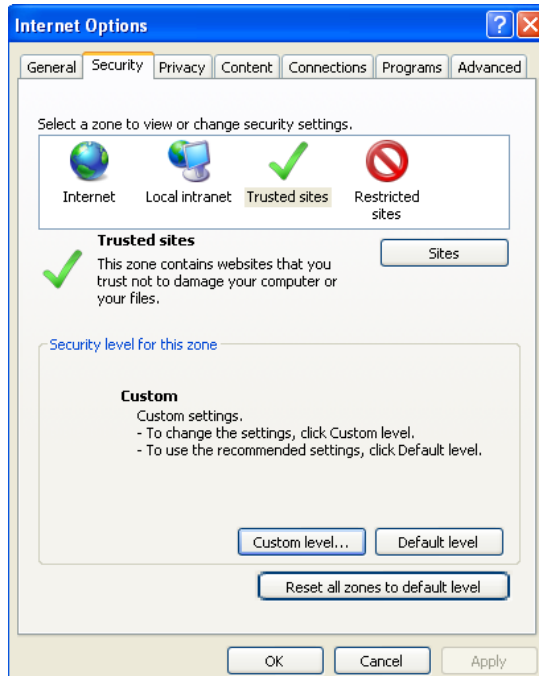 Internet Options
General Security Privacy Content Connections Programs Advanced
Select a zone to view or change security settings.
Internet Local intranet Trusted sites Restricted
sites
Trusted sites
Sites
This zone contains websites that you
trust not to damage your computer or
your files.
Security level for this zone
Custom
Custom settings.
- To change the settings, click Custom level.
- To use the recommended settings, click Default level.
Custom level... Default level
Reset all zones to default level
OK Cancel Apply